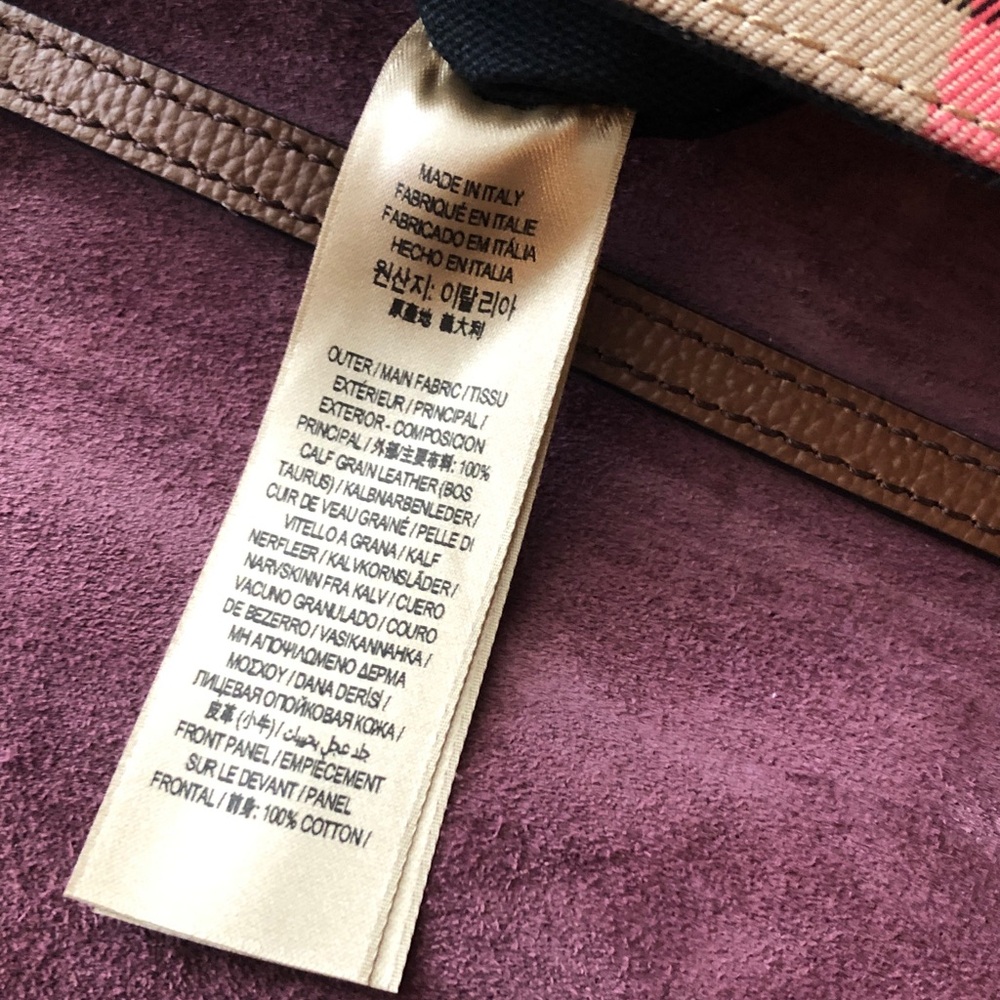 MADE IN ITALY
FABRIQUÉ EN ITALIE
FABRICADO EM ITÁLIA
HECHO EN ITALIA
원산지: 이탈리아
原產地 義大利
OUTER / MAIN FABRIC / TISSU
EXTÉRIEUR / PRINCIPAL /
EXTERIOR - COMPOSICION
PRINCIPAL / 外部/主要布料: 100%
CALF GRAIN LEATHER (BOS
TAURUS) / KALBNARBENLEDER /
CUIR DE VEAU GRAINÉ / PELLE DI
VITELLO A GRANA / KALF
NERFLEER / KALVKORNSLÄDER /
NARVSKINN FRA KALV / CUERO
VACUNO GRANULADO / COURO
DE BEZERRO / VASIKANNAHKA /
ΜΗ ΑΠΟΨΙΛΩΜΕΝΟ ΔΕΡΜΑ
ΜΟΣΧΟΥ / DANA DERİSİ /
ЛИЦЕВАЯ ОПОЙКОВАЯ КОЖА /
皮革 (小牛) / جلد عجل بحبيبات
FRONT PANEL / EMPIÈCEMENT
SUR LE DEVANT / PANEL
FRONTAL / 前身: 100% COTTON /